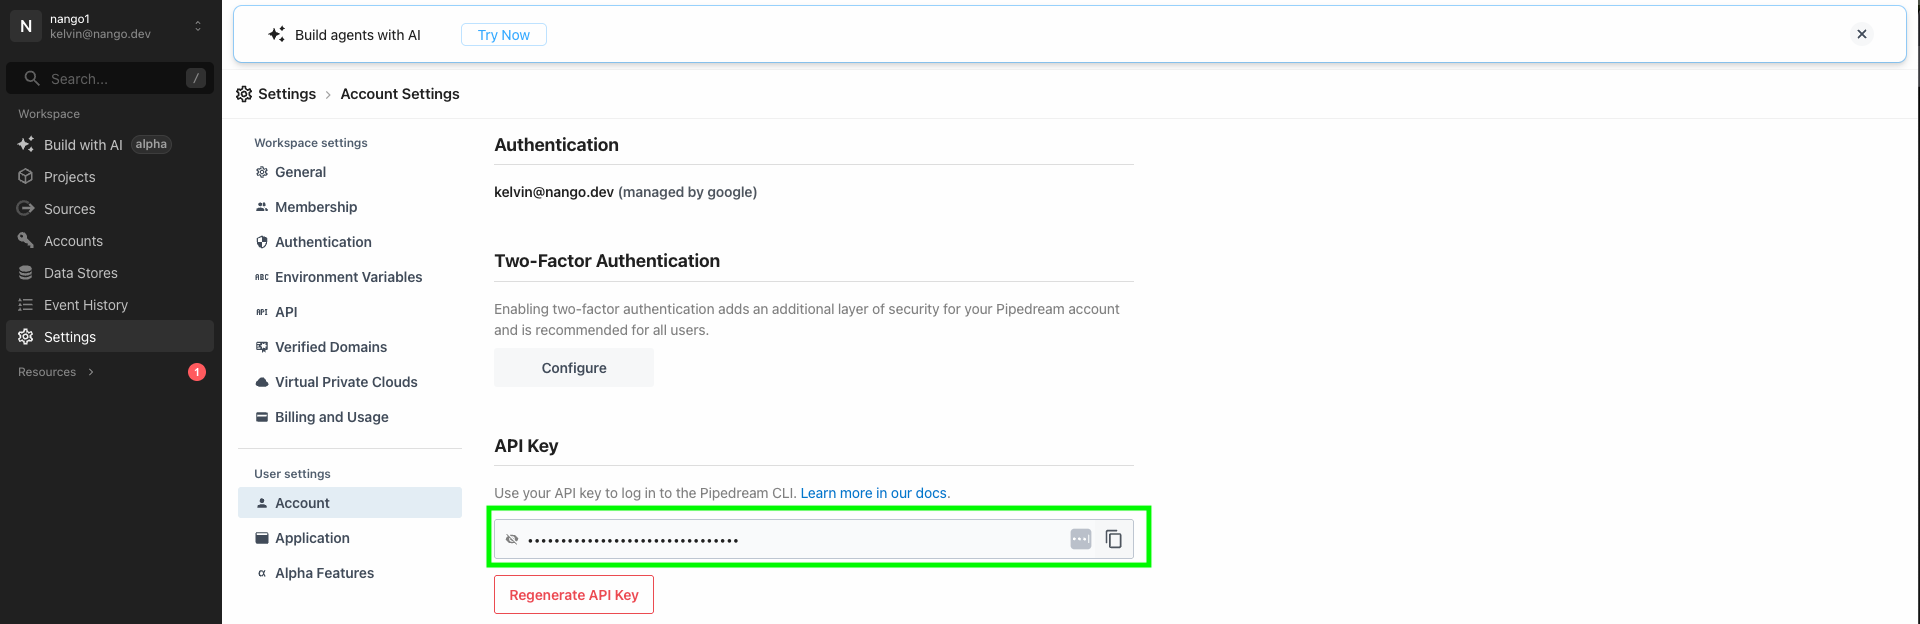 N
nango1
kelvin@nango.dev
Search...
/
Workspace
Build with AI alpha
Projects
Sources
Accounts
Data Stores
Event History
Settings
Resources
1
Build agents with AI
Try Now
Settings > Account Settings
Workspace settings
General
Membership
Authentication
ABC Environment Variables
API API
Verified Domains
Virtual Private Clouds
Billing and Usage
User settings
Account
Application
α Alpha Features
Authentication
kelvin@nango.dev (managed by google)
Two-Factor Authentication
Enabling two-factor authentication adds an additional layer of security for your Pipedream account
and is recommended for all users.
Configure
API Key
Use your API key to log in to the Pipedream CLI. Learn more in our docs.
••••••••••••••••••••••••••••••••
Regenerate API Key